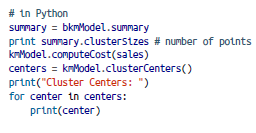 # in Python
summary = bkmModel.summary
print summary.clusterSizes # number of points
kmModel.computeCost(sales)
centers = kmModel.clusterCenters()
print("Cluster Centers: ")
for center in centers:
    print(center)